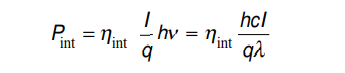 P_int = η_int I/q hν = η_int hcI/qλ